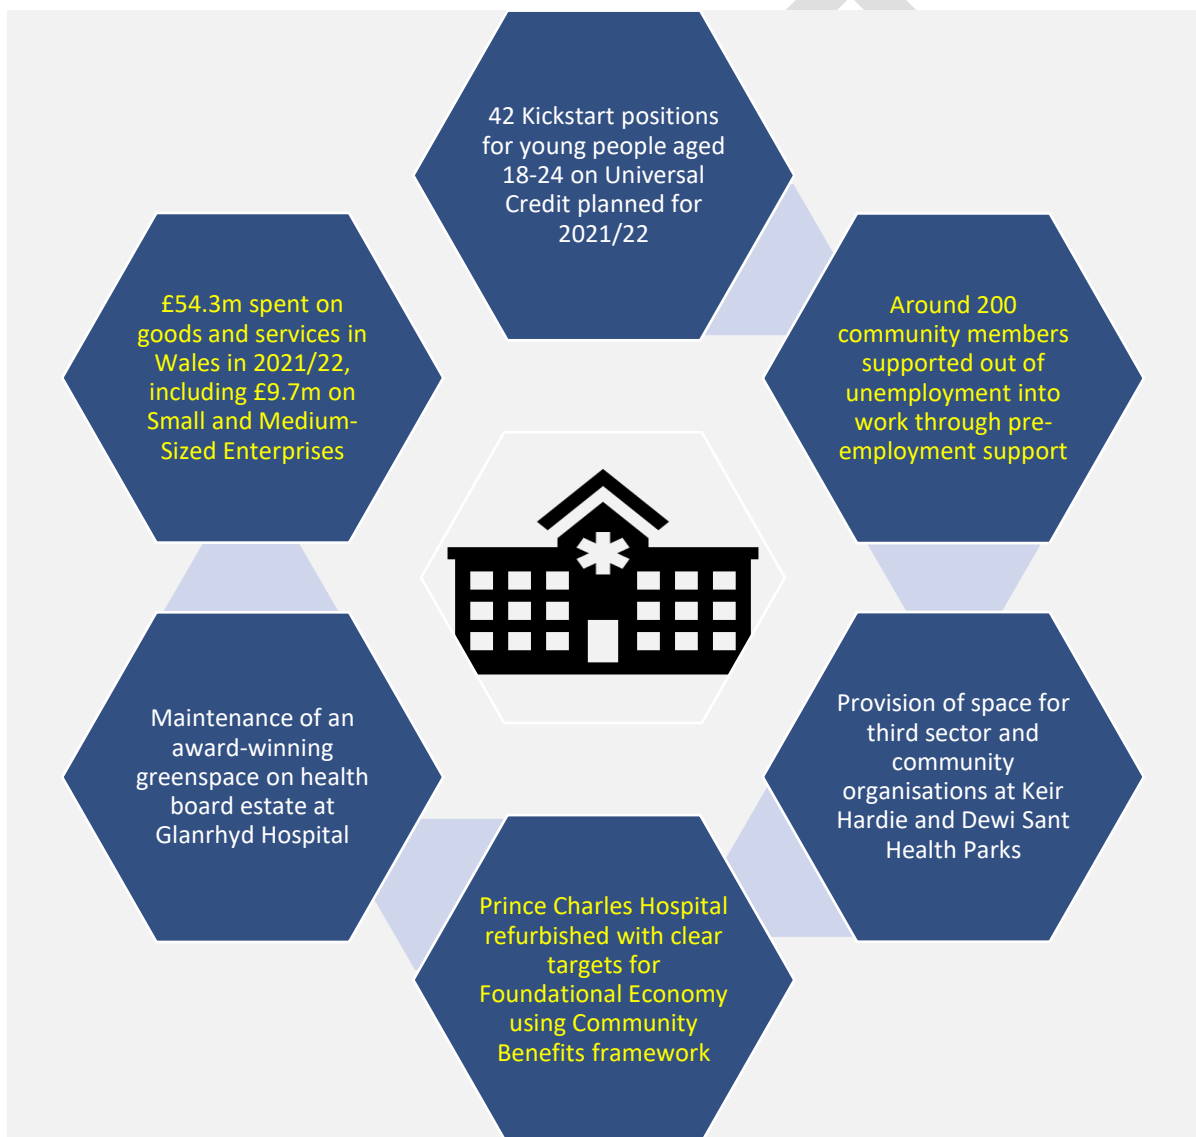 42 Kickstart positions
for young people aged
18-24 on Universal
Credit planned for
2021/22
Around 200
community members
supported out of
unemployment into
work through pre-
employment support
Provision of space for
third sector and
community
organisations at Keir
Hardie and Dewi Sant
Health Parks
Prince Charles Hospital
refurbished with clear
targets for
Foundational Economy
using Community
Benefits framework
Maintenance of an
award-winning
greenspace on health
board estate at
Glanrhyd Hospital
£54.3m spent on
goods and services in
Wales in 2021/22,
including £9.7m on
Small and Medium-
Sized Enterprises